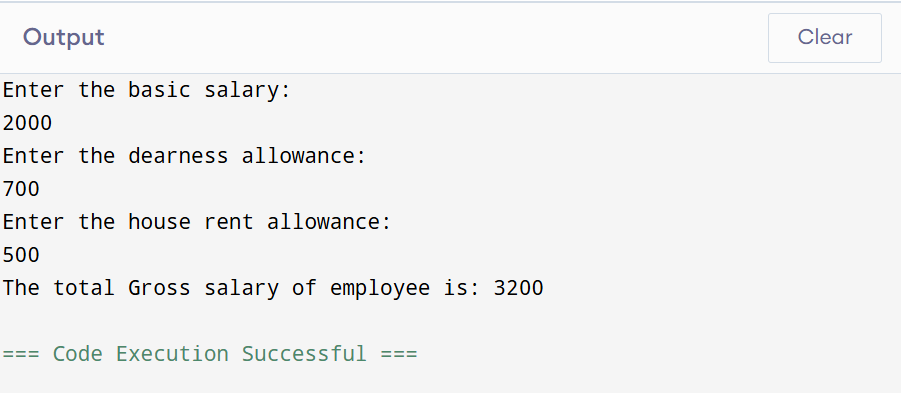 Output
Clear
Enter the basic salary:
2000
Enter the dearness allowance:
700
Enter the house rent allowance:
500
The total Gross salary of employee is: 3200
=== Code Execution Successful ===